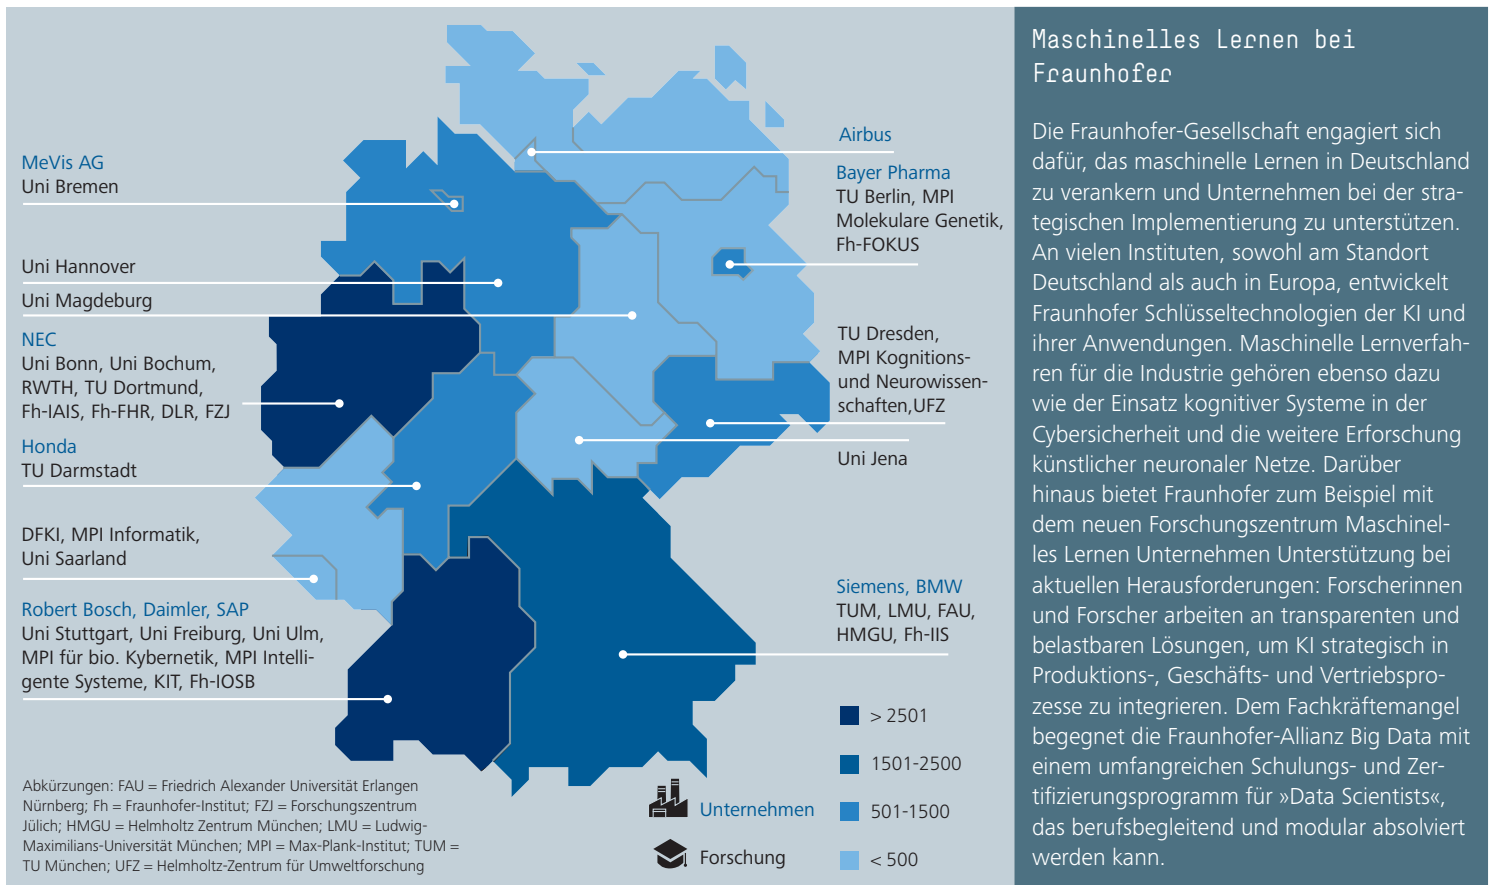 MeVis AG
Uni Bremen
Uni Hannover
Uni Magdeburg
NEC
Uni Bonn, Uni Bochum,
RWTH, TU Dortmund,
Fh-IAIS, Fh-FHR, DLR, FZJ
Honda
TU Darmstadt
DFKI, MPI Informatik,
Uni Saarland
Robert Bosch, Daimler, SAP
Uni Stuttgart, Uni Freiburg, Uni Ulm,
MPI für bio. Kybernetik, MPI Intelli-
gente Systeme, KIT, Fh-IOSB
Abkürzungen: FAU = Friedrich Alexander Universität Erlangen
Nürnberg; Fh = Fraunhofer-Institut; FZJ = Forschungszentrum
Jülich; HMGU = Helmholtz Zentrum München; LMU = Ludwig-
Maximilians-Universität München; MPI = Max-Plank-Institut; TUM =
TU München; UFZ = Helmholtz-Zentrum für Umweltforschung
Airbus
Bayer Pharma
TU Berlin, MPI
Molekulare Genetik,
Fh-FOKUS
TU Dresden,
MPI Kognitions-
und Neurowissen-
schaften,UFZ
Uni Jena
Siemens, BMW
TUM, LMU, FAU,
HMGU, Fh-IIS
> 2501
1501-2500
501-1500
< 500
Unternehmen
Forschung
Maschinelles Lernen bei
Fraunhofer
Die Fraunhofer-Gesellschaft engagiert sich
dafür, das maschinelle Lernen in Deutschland
zu verankern und Unternehmen bei der stra-
tegischen Implementierung zu unterstützen.
An vielen Instituten, sowohl am Standort
Deutschland als auch in Europa, entwickelt
Fraunhofer Schlüsseltechnologien der KI und
ihrer Anwendungen. Maschinelle Lernverfah-
ren für die Industrie gehören ebenso dazu
wie der Einsatz kognitiver Systeme in der
Cybersicherheit und die weitere Erforschung
künstlicher neuronaler Netze. Darüber
hinaus bietet Fraunhofer zum Beispiel mit
dem neuen Forschungszentrum Maschinel-
les Lernen Unternehmen Unterstützung bei
aktuellen Herausforderungen: Forscherinnen
und Forscher arbeiten an transparenten und
belastbaren Lösungen, um KI strategisch in
Produktions-, Geschäfts- und Vertriebspro-
zesse zu integrieren. Dem Fachkräftemangel
begegnet die Fraunhofer-Allianz Big Data mit
einem umfangreichen Schulungs- und Zer-
tifizierungsprogramm für »Data Scientists«,
das berufsbegleitend und modular absolviert
werden kann.